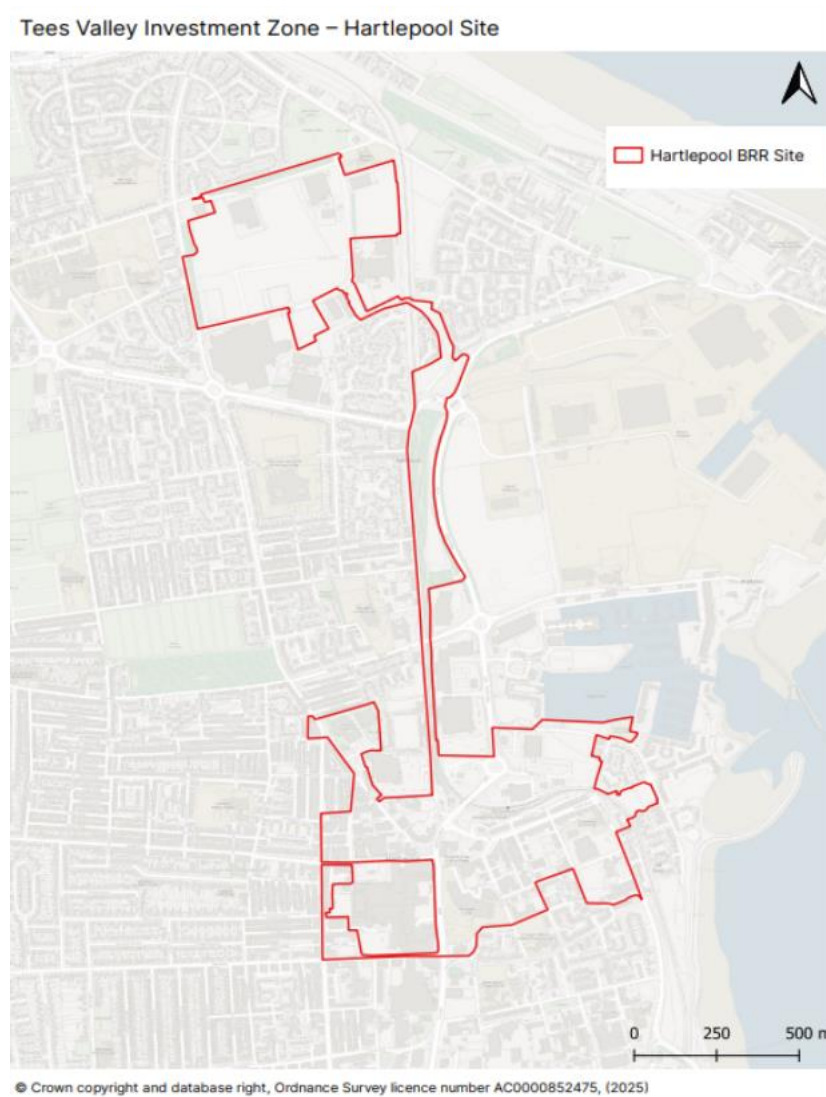 Tees Valley Investment Zone – Hartlepool Site
Hartlepool BRR Site
0 250 500 m
© Crown copyright and database right, Ordnance Survey licence number AC0000852475, (2025)